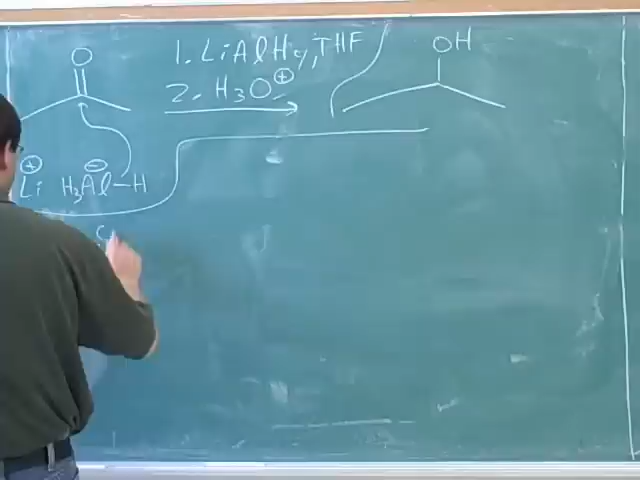 O
1. LiAlH4, THF
2. H3O⊕
OH
⊕ ⊖
Li H3Al–H